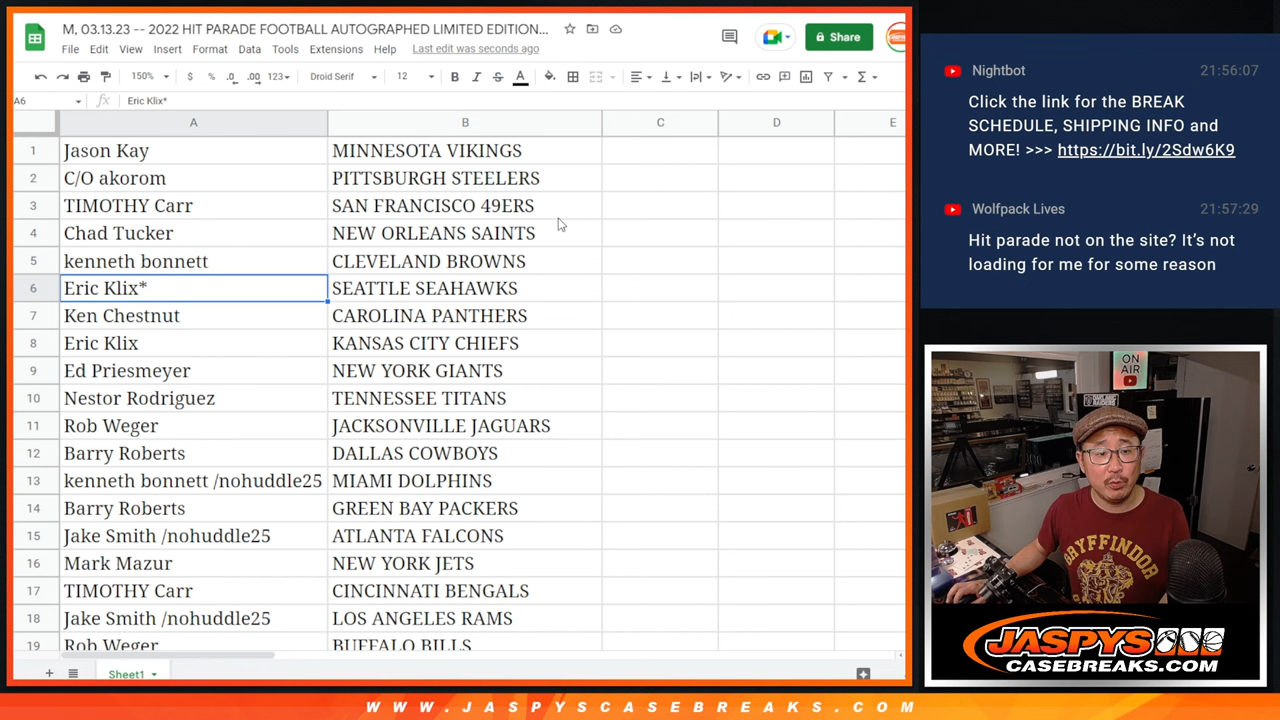 M, 03.13.23 -- 2022 HIT PARADE FOOTBALL AUTOGRAPHED LIMITED EDITION...
File Edit View Insert Format Data Tools Extensions Help Last edit was seconds ago
Share
150% $ % .0 .00 123 Droid Serif 12 B I S A
A6 fx Eric Klix*
A B C D E
1 Jason Kay MINNESOTA VIKINGS
2 C/O akorom PITTSBURGH STEELERS
3 TIMOTHY Carr SAN FRANCISCO 49ERS
4 Chad Tucker NEW ORLEANS SAINTS
5 kenneth bonnett CLEVELAND BROWNS
6 Eric Klix* SEATTLE SEAHAWKS
7 Ken Chestnut CAROLINA PANTHERS
8 Eric Klix KANSAS CITY CHIEFS
9 Ed Priesmeyer NEW YORK GIANTS
10 Nestor Rodriguez TENNESSEE TITANS
11 Rob Weger JACKSONVILLE JAGUARS
12 Barry Roberts DALLAS COWBOYS
13 kenneth bonnett /nohuddle25 MIAMI DOLPHINS
14 Barry Roberts GREEN BAY PACKERS
15 Jake Smith /nohuddle25 ATLANTA FALCONS
16 Mark Mazur NEW YORK JETS
17 TIMOTHY Carr CINCINNATI BENGALS
18 Jake Smith /nohuddle25 LOS ANGELES RAMS
19 Rob Weger BUFFALO BILLS
Sheet1
Nightbot 21:56:07
Click the link for the BREAK
SCHEDULE, SHIPPING INFO and
MORE! >>> https://bit.ly/2Sdw6K9
Wolfpack Lives 21:57:29
Hit parade not on the site? It's not
loading for me for some reason
ON
AIR
GRYFFINDOR
JASPYS
CASEBREAKS.COM
WWW.JASPYSCASEBREAKS.COM